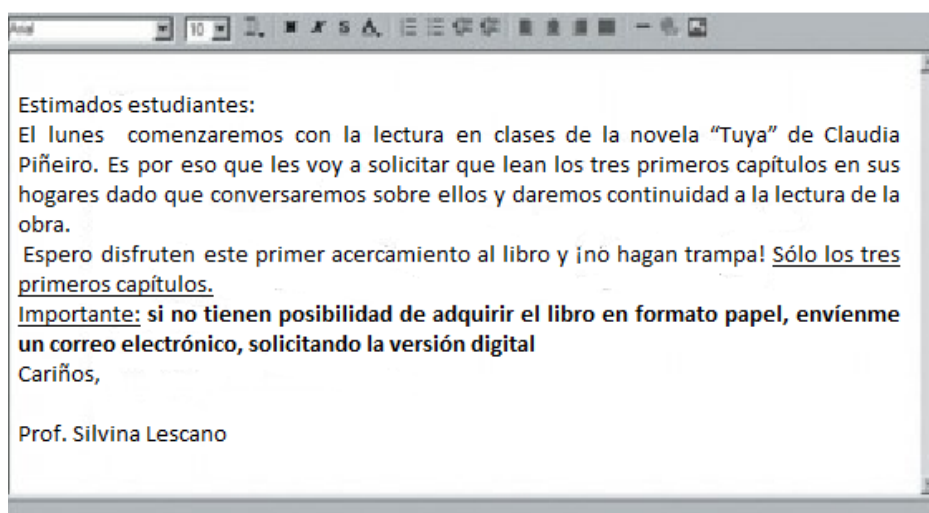 Arial 10
Estimados estudiantes:
El lunes comenzaremos con la lectura en clases de la novela “Tuya” de Claudia
Piñeiro. Es por eso que les voy a solicitar que lean los tres primeros capítulos en sus
hogares dado que conversaremos sobre ellos y daremos continuidad a la lectura de la
obra.
Espero disfruten este primer acercamiento al libro y ¡no hagan trampa! Sólo los tres
primeros capítulos.
Importante: si no tienen posibilidad de adquirir el libro en formato papel, envíenme
un correo electrónico, solicitando la versión digital
Cariños,
Prof. Silvina Lescano